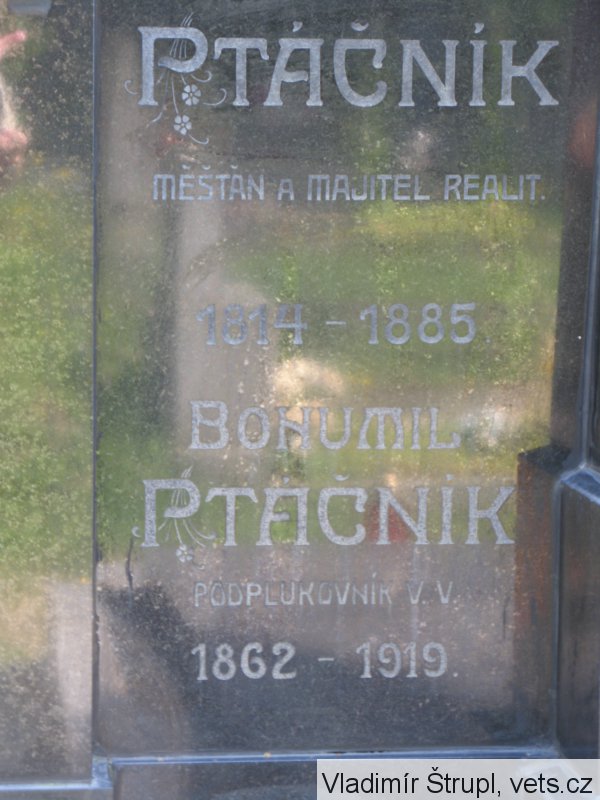 PTÁČNÍK
MĚŠŤAN A MAJITEL REALIT.
1814 - 1885
BOHUMIL
PTÁČNÍK
PODPLUKOVNÍK V. V.
1862 - 1919.
Vladimír Štrupl, vets.cz